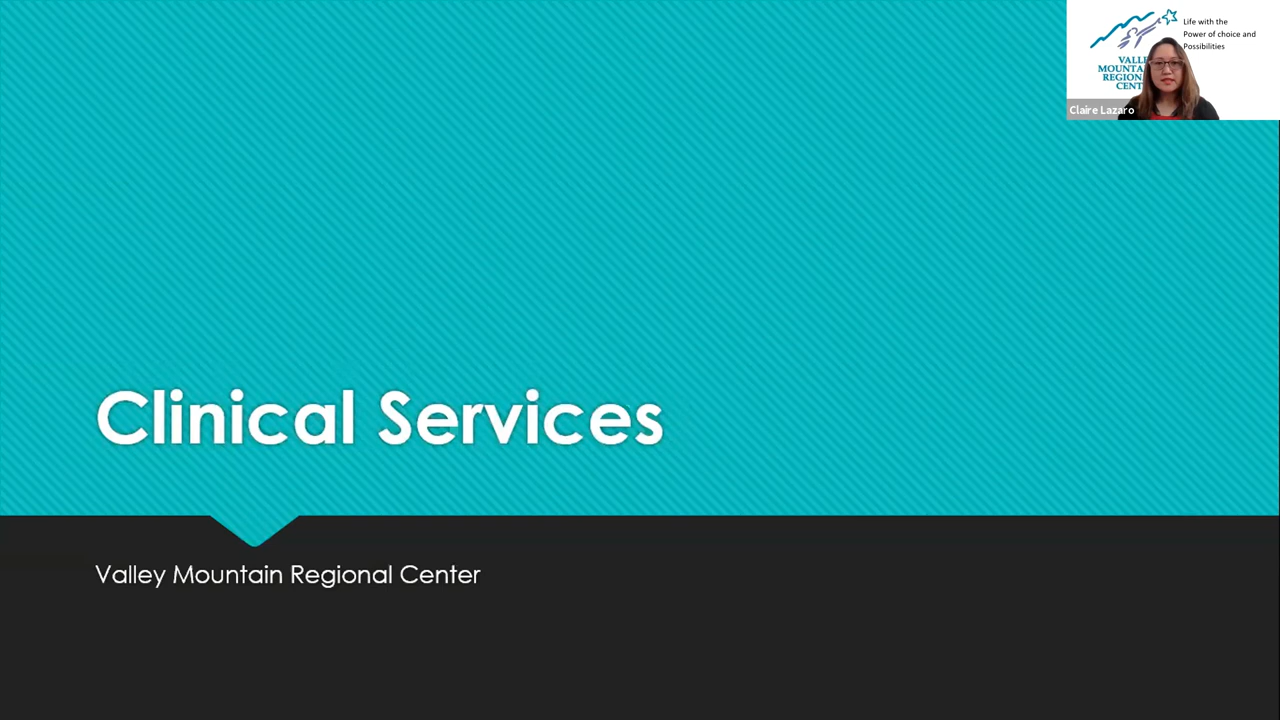 Life with the
Power of choice and
Possibilities
Claire Lazaro
Clinical Services
Valley Mountain Regional Center